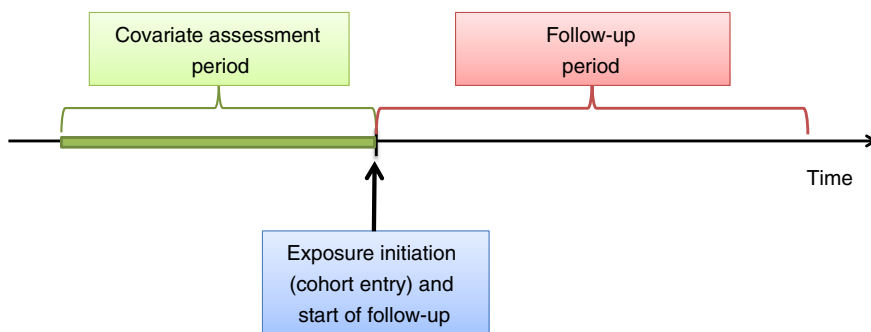 Covariate assessment
period
Follow-up
period
Time
Exposure initiation
(cohort entry) and
start of follow-up